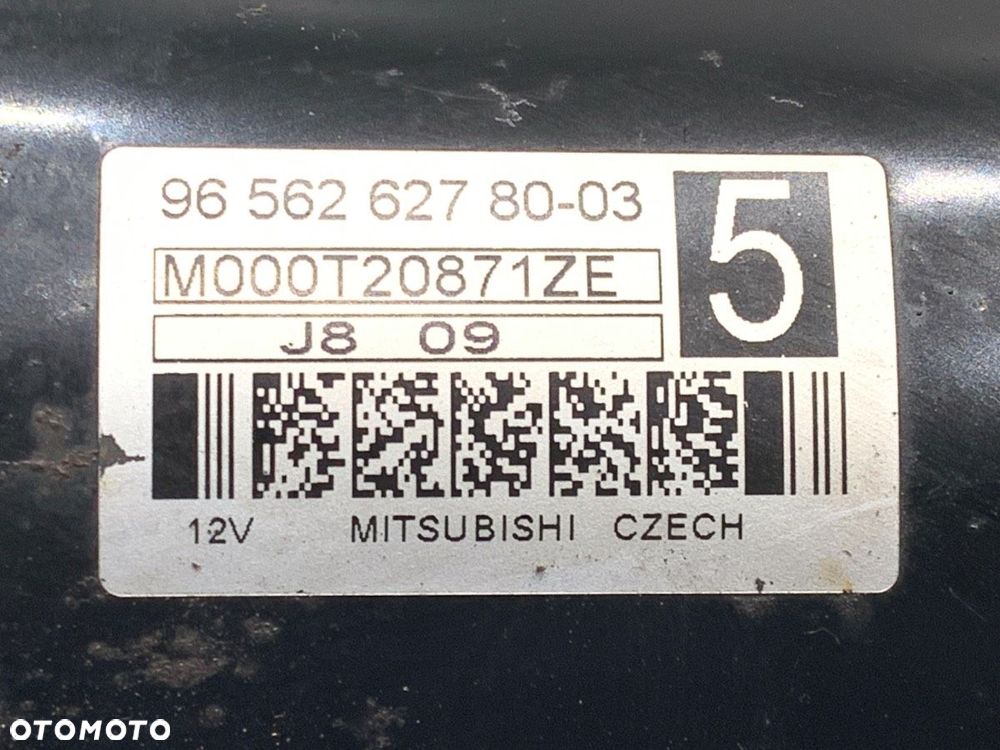 96 562 627 80-03
5
M000T20871ZE
J8 09
12V MITSUBISHI CZECH
OTOMOTO